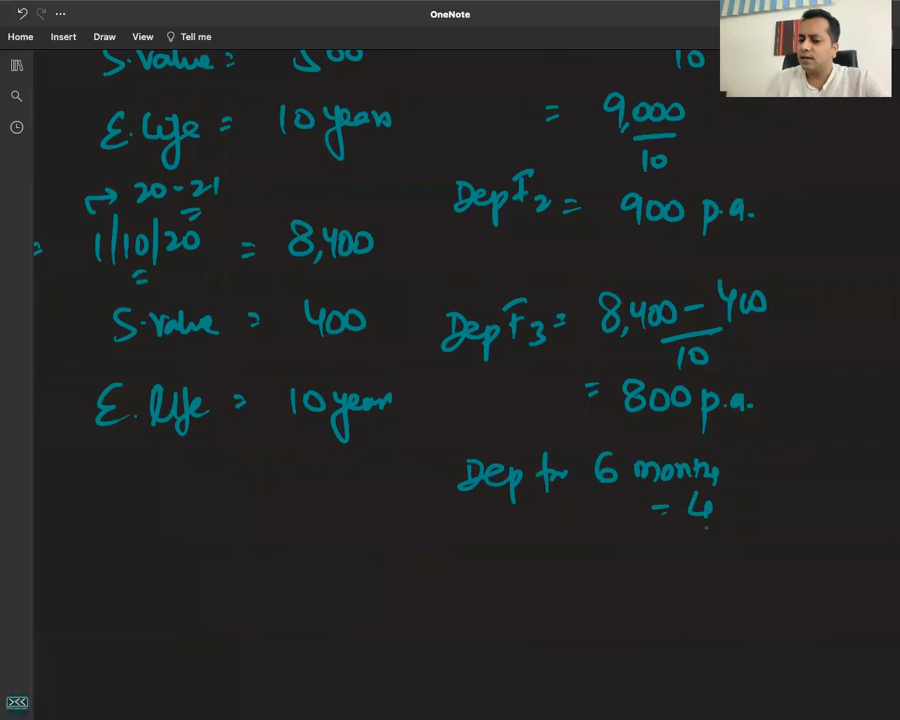 OneNote
Home Insert Draw View Tell me
S.Value = 500
10
E. Life = 10 years
= 9,000
10
→ 20-21
Dep F2 = 900 p.a.
= 1/10/20 = 8,400
S.Value = 400
Dep F3 = 8,400 - 400
10
E. Life = 10 year
= 800 p.a.
Dep for 6 months
= 4